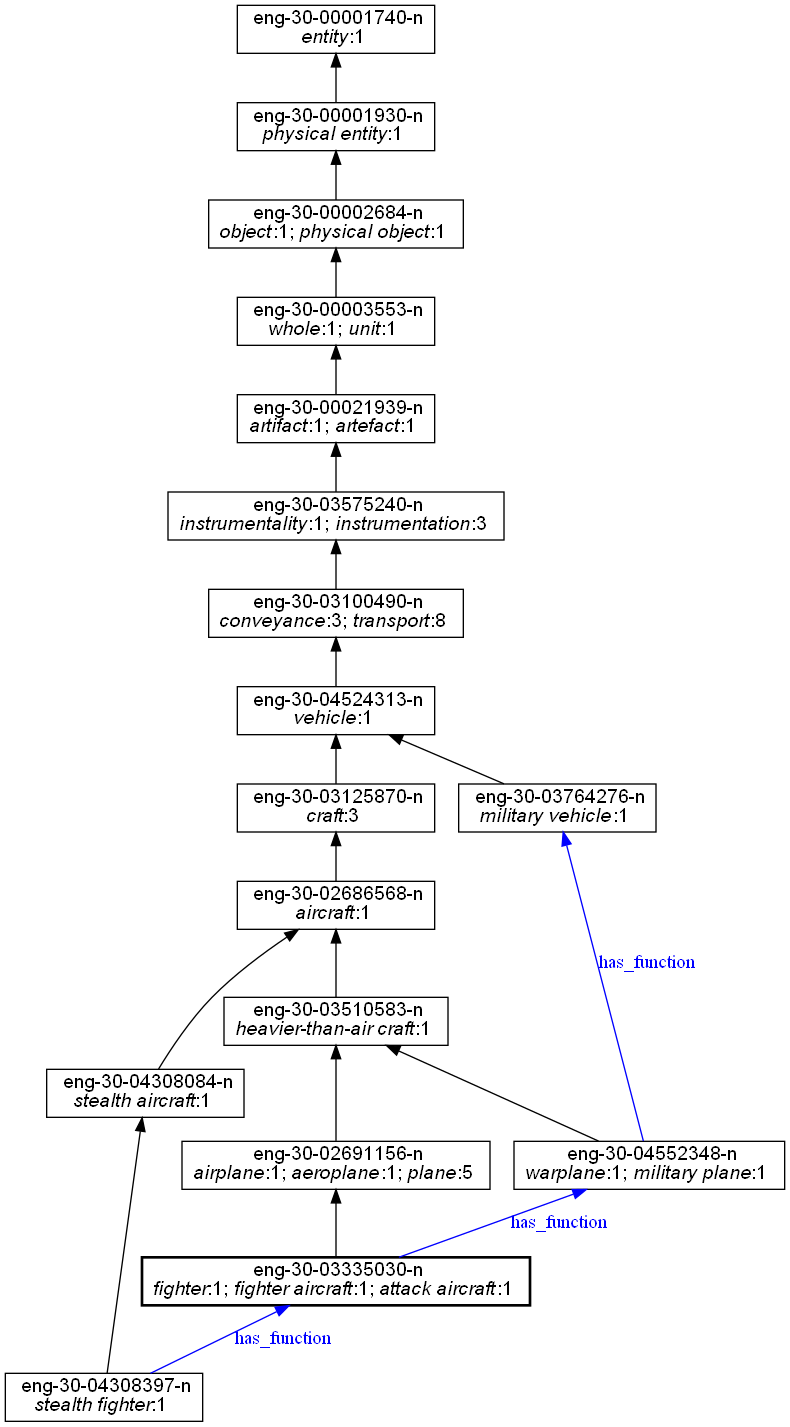 eng-30-00001740-n
entity:1
eng-30-00001930-n
physical entity:1
eng-30-00002684-n
object:1; physical object:1
eng-30-00003553-n
whole:1; unit:1
eng-30-00021939-n
artifact:1; artefact:1
eng-30-03575240-n
instrumentality:1; instrumentation:3
eng-30-03100490-n
conveyance:3; transport:8
eng-30-04524313-n
vehicle:1
eng-30-03125870-n
craft:3
eng-30-03764276-n
military vehicle:1
eng-30-02686568-n
aircraft:1
has_function
eng-30-03510583-n
heavier-than-air craft:1
eng-30-04308084-n
stealth aircraft:1
eng-30-02691156-n
airplane:1; aeroplane:1; plane:5
eng-30-04552348-n
warplane:1; military plane:1
has_function
eng-30-03335030-n
fighter:1; fighter aircraft:1; attack aircraft:1
has_function
eng-30-04308397-n
stealth fighter:1